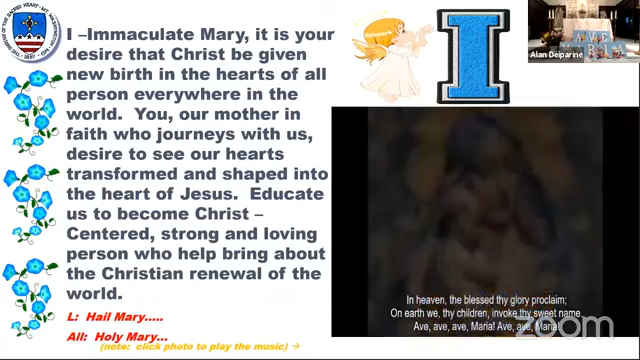 I –Immaculate Mary, it is your
desire that Christ be given
new birth in the hearts of all
person everywhere in the
world.  You, our mother in
faith who journeys with us,
desire to see our hearts
transformed and shaped into
the heart of Jesus.  Educate
us to become Christ –
Centered, strong and loving
person who help bring about
the Christian renewal of the
world.
L:  Hail Mary…..
All:  Holy Mary…
(note:  click photo to play the music) →
I
AVE
MARIA
Alan Deiparine
In heaven, the blessed thy glory proclaim;
On earth we, thy children, invoke thy sweet name.
Ave, ave, ave, Maria! Ave, ave, Maria!
zoom